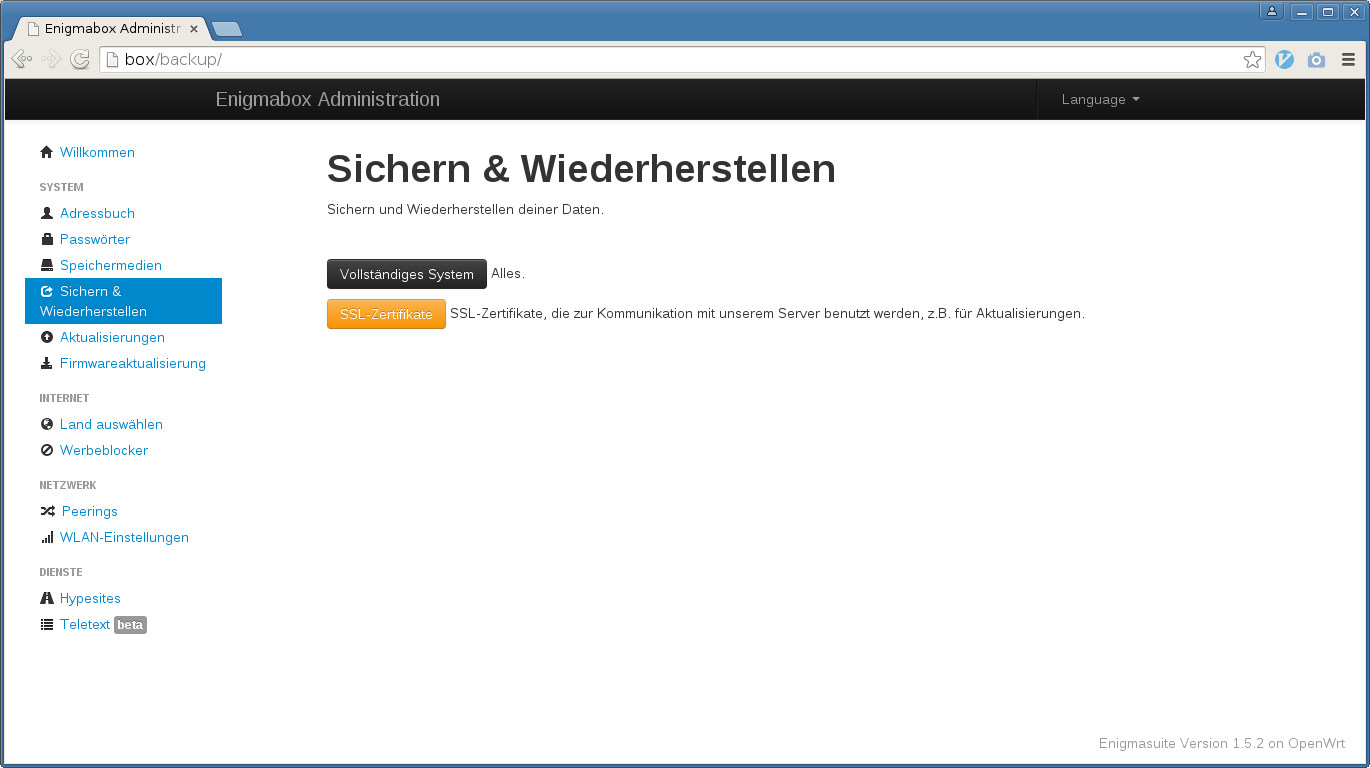 Enigmabox Administr
box/backup/
Enigmabox Administration
Language
Willkommen
SYSTEM
Adressbuch
Passwörter
Speichermedien
Sichern &
Wiederherstellen
Aktualisierungen
Firmwareaktualisierung
INTERNET
Land auswählen
Werbeblocker
NETZWERK
Peerings
WLAN-Einstellungen
DIENSTE
Hypesites
Teletext beta
Sichern & Wiederherstellen
Sichern und Wiederherstellen deiner Daten.
Vollständiges System Alles.
SSL-Zertifikate SSL-Zertifikate, die zur Kommunikation mit unserem Server benutzt werden, z.B. für Aktualisierungen.
Enigmasuite Version 1.5.2 on OpenWrt